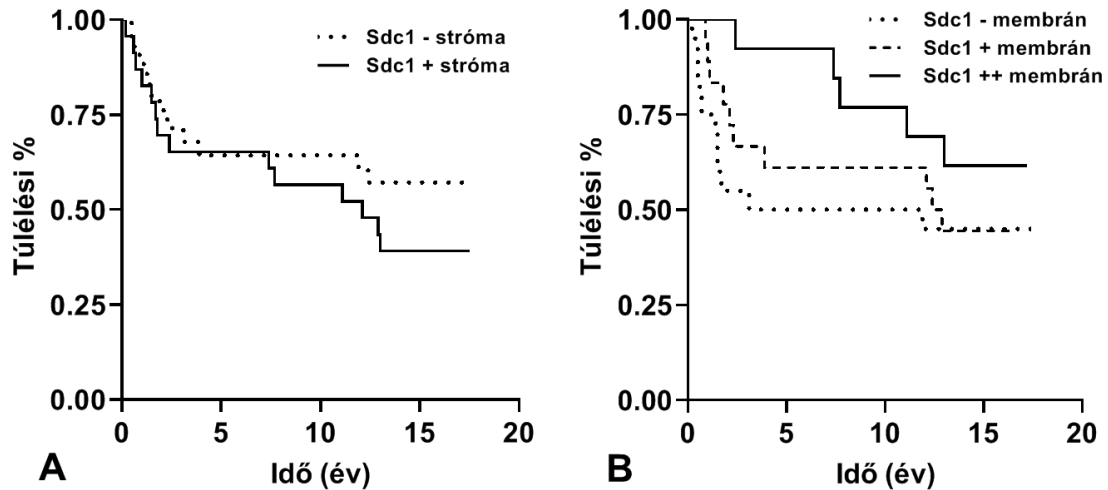 Sdc1 - stróma
Sdc1 + stróma
1.00
0.75
0.50
0.25
0.00
Túlélési %
0 5 10 15 20
Idő (év)
A
Sdc1 - membrán
Sdc1 + membrán
Sdc1 ++ membrán
1.00
0.75
0.50
0.25
0.00
Túlélési %
0 5 10 15 20
Idő (év)
B